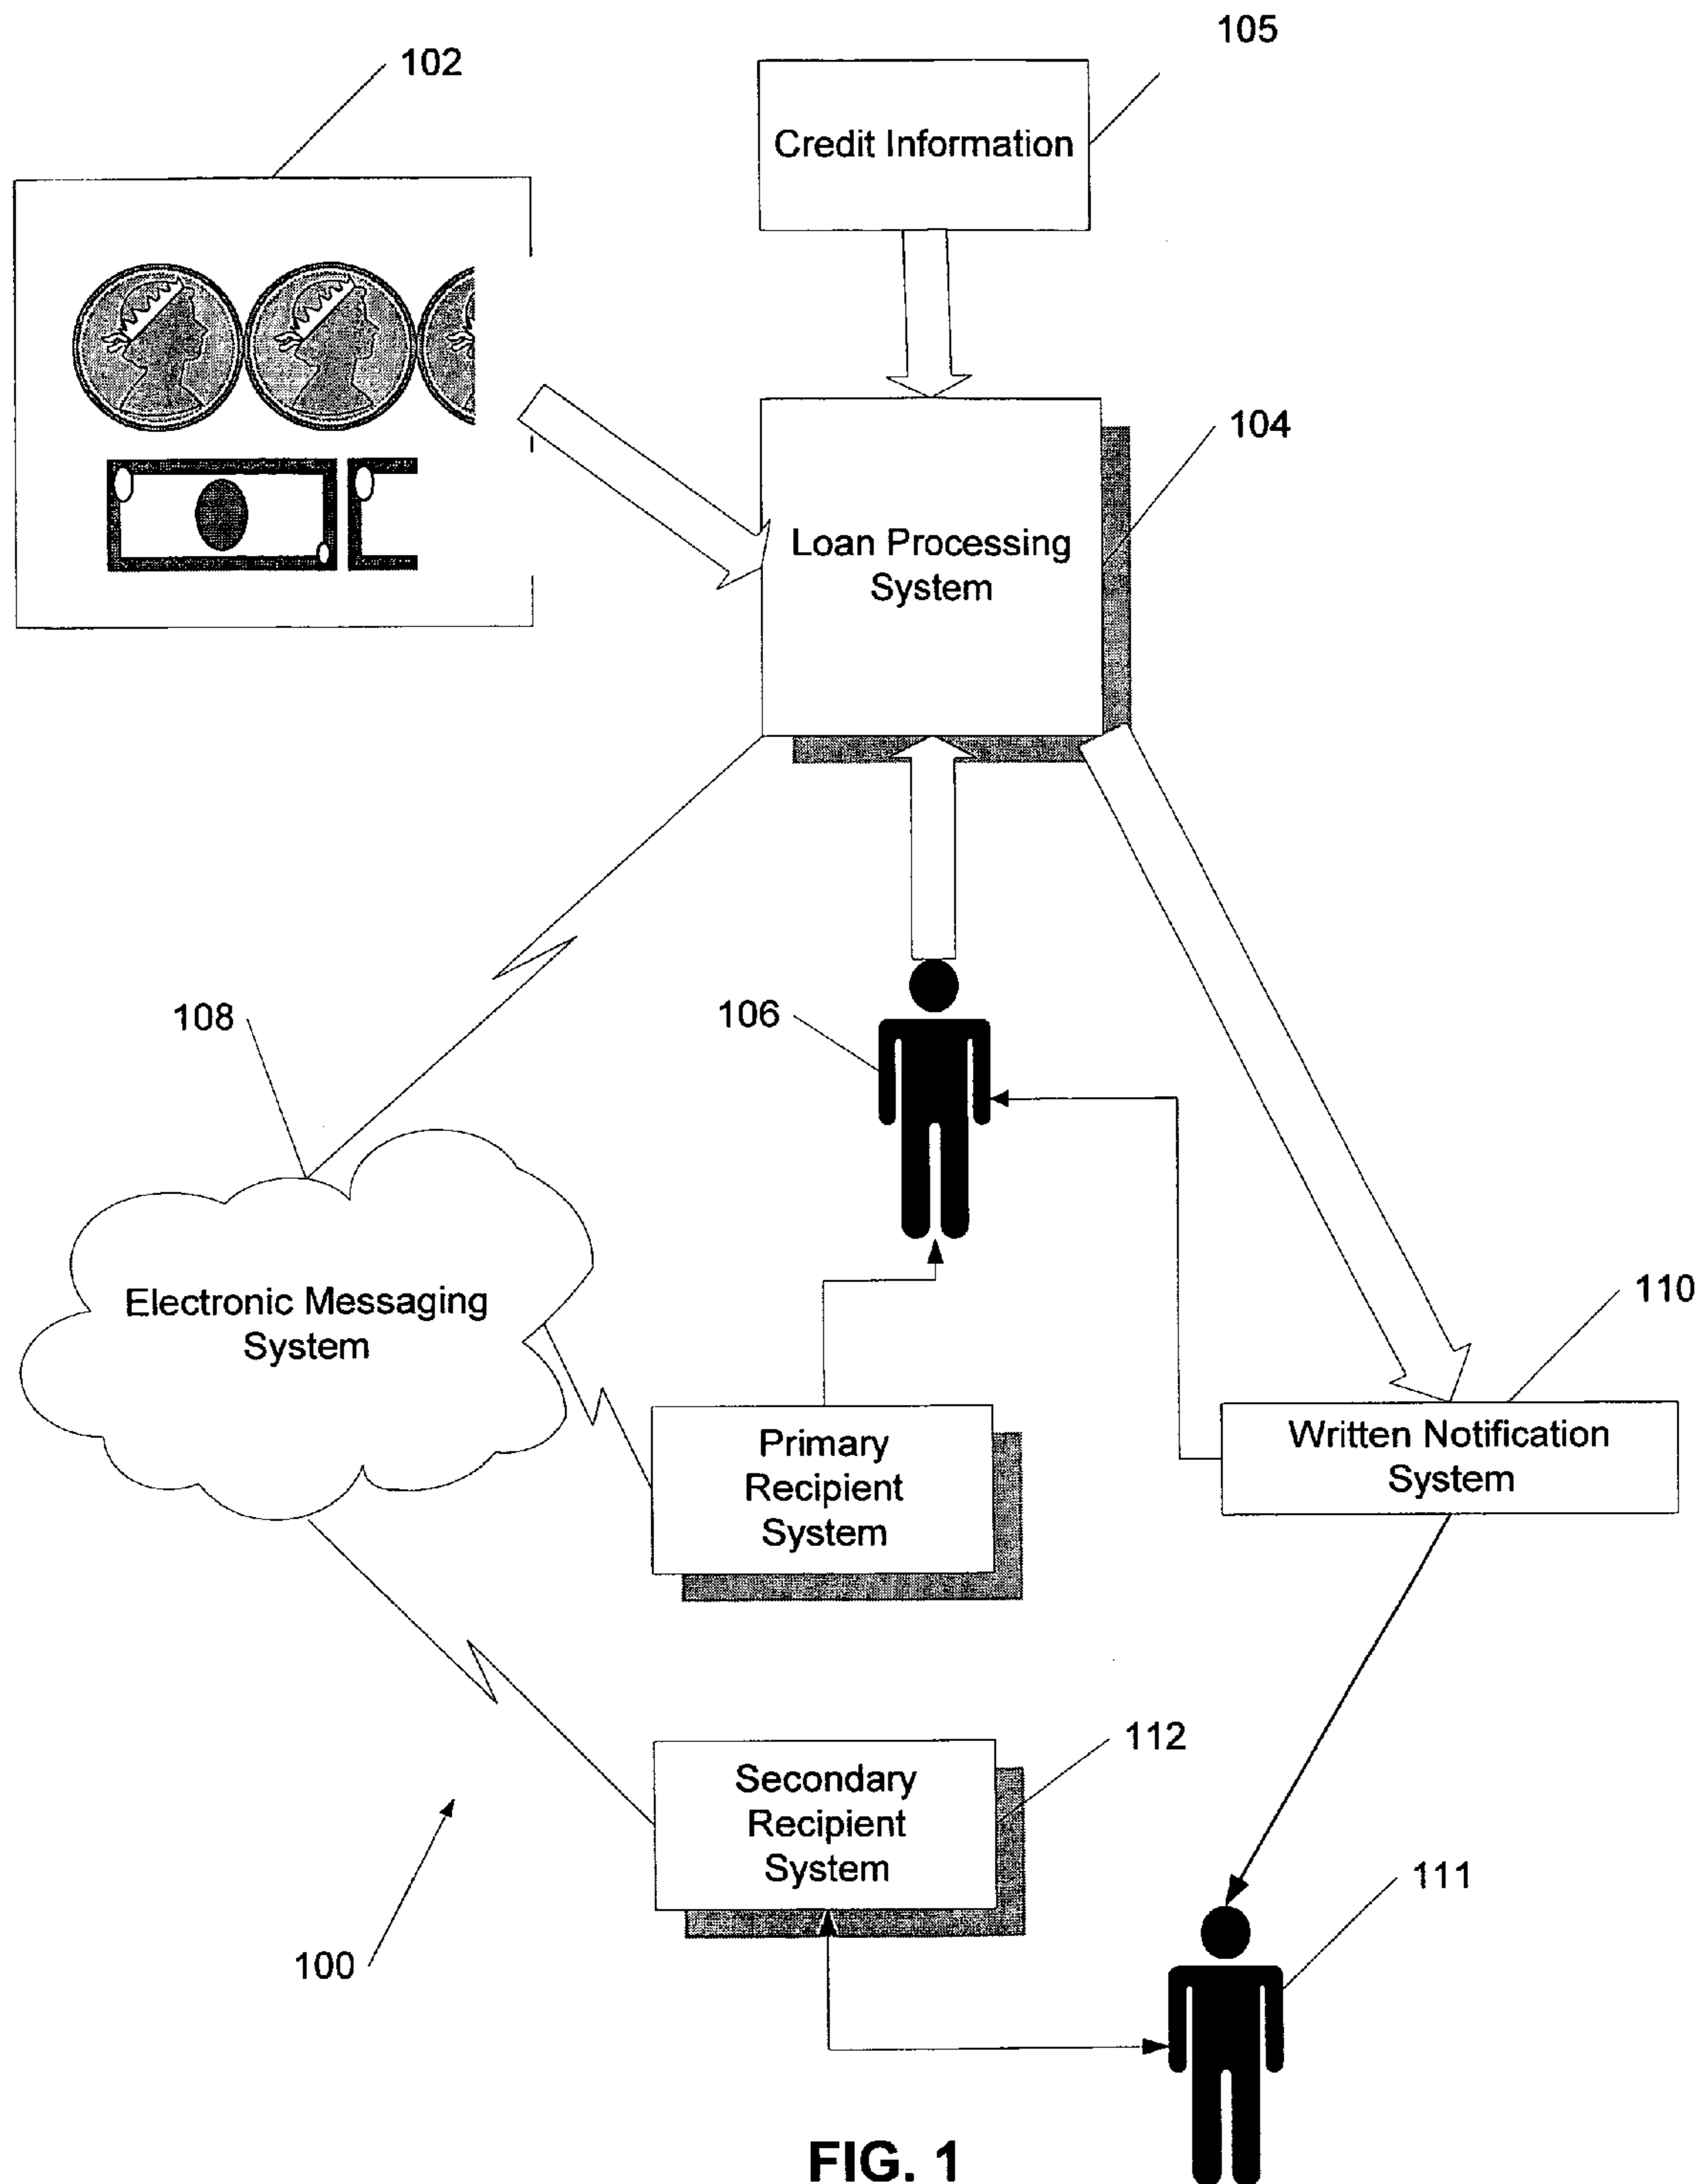 105
102
Credit Information
104
Loan Processing
System
108
106
Electronic Messaging
System
110
Primary
Recipient
System
Written Notification
System
112
Secondary
Recipient
System
111
100
FIG. 1